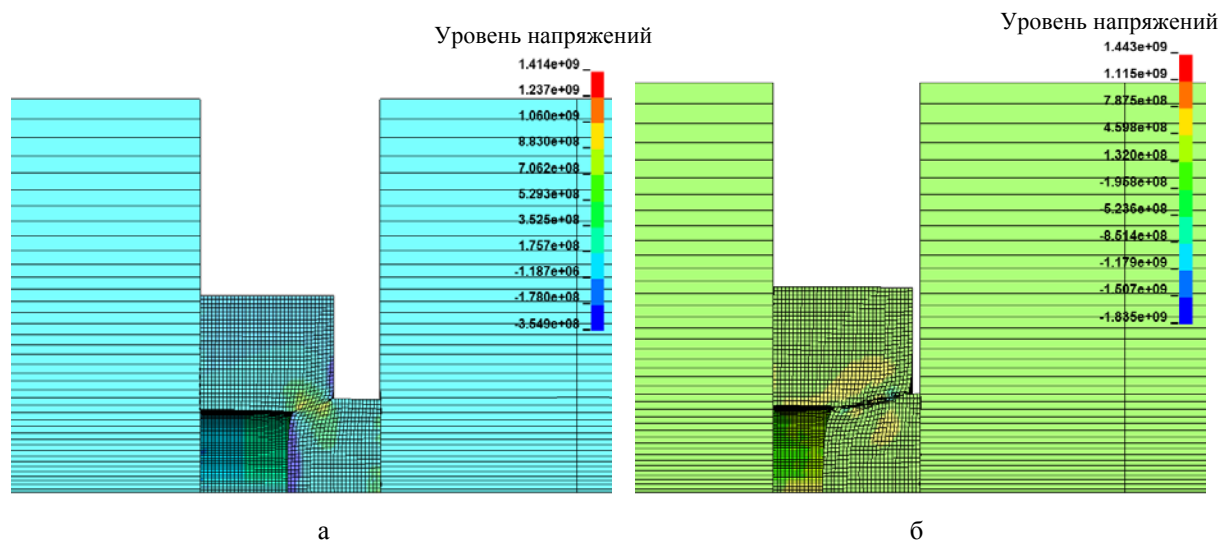 Уровень напряжений
1.414e+09
1.237e+09
1.060e+09
8.830e+08
7.062e+08
5.293e+08
3.525e+08
1.757e+08
-1.187e+06
-1.780e+08
-3.549e+08
а
Уровень напряжений
1.443e+09
1.115e+09
7.875e+08
4.598e+08
1.320e+08
-1.958e+08
-5.236e+08
-8.514e+08
-1.179e+09
-1.507e+09
-1.835e+09
б